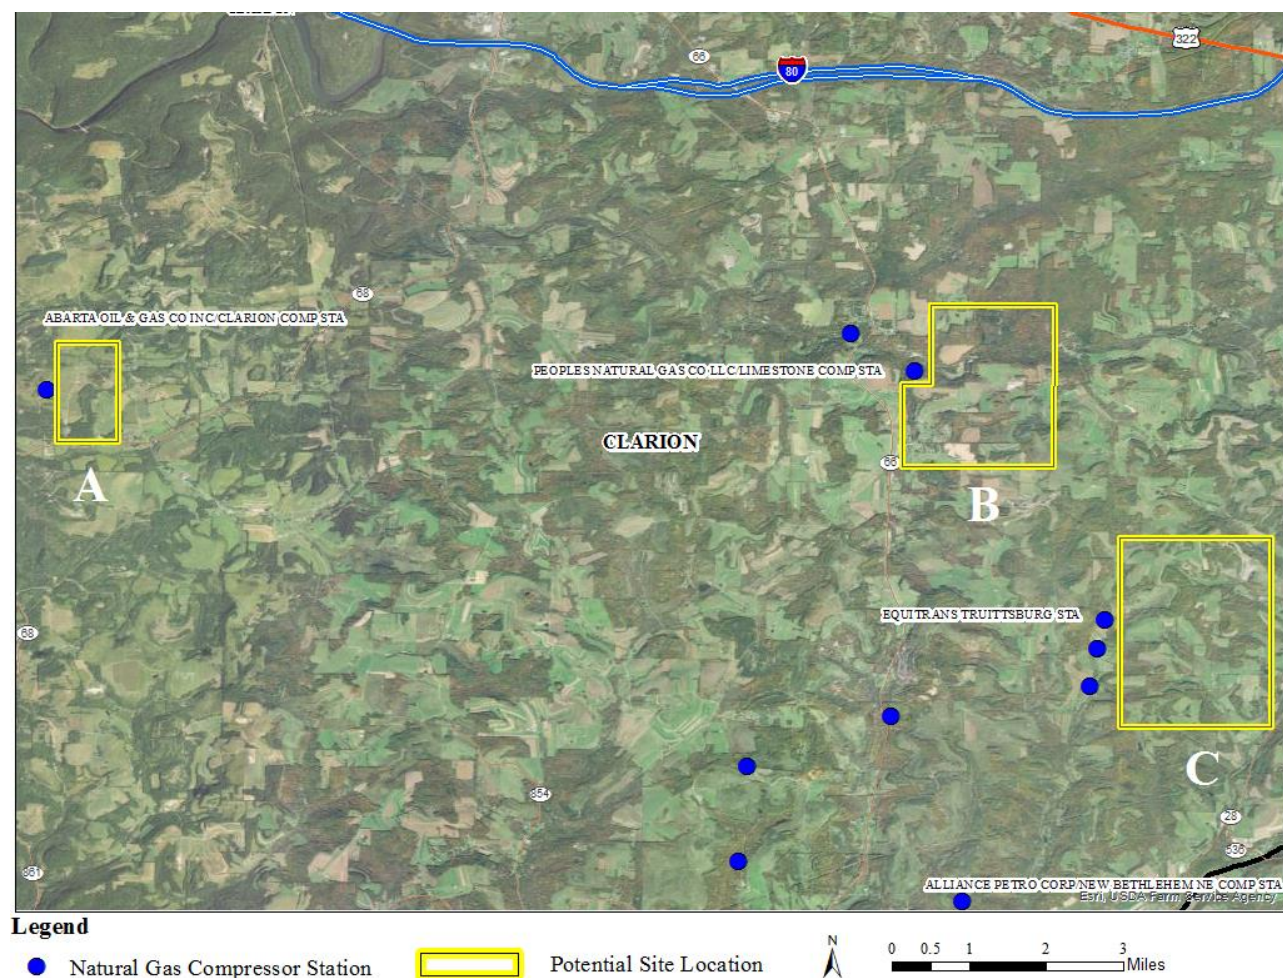 66
322
80
68
ABARTA OIL & GAS CO INC/CLARION COMP STA
PEOPLES NATURAL GAS CO LLC/LIMESTONE COMP STA
CLARION
66
A
B
EQUITRANS TRUITTSBURG STA
68
C
854
28
536
861
ALLIANCE PETRO CORP/NEW BETHLEHEM NE COMP STA
Esri, USDA Farm Service Agency
Legend
Natural Gas Compressor Station
Potential Site Location
N
0 0.5 1 2 3
Miles